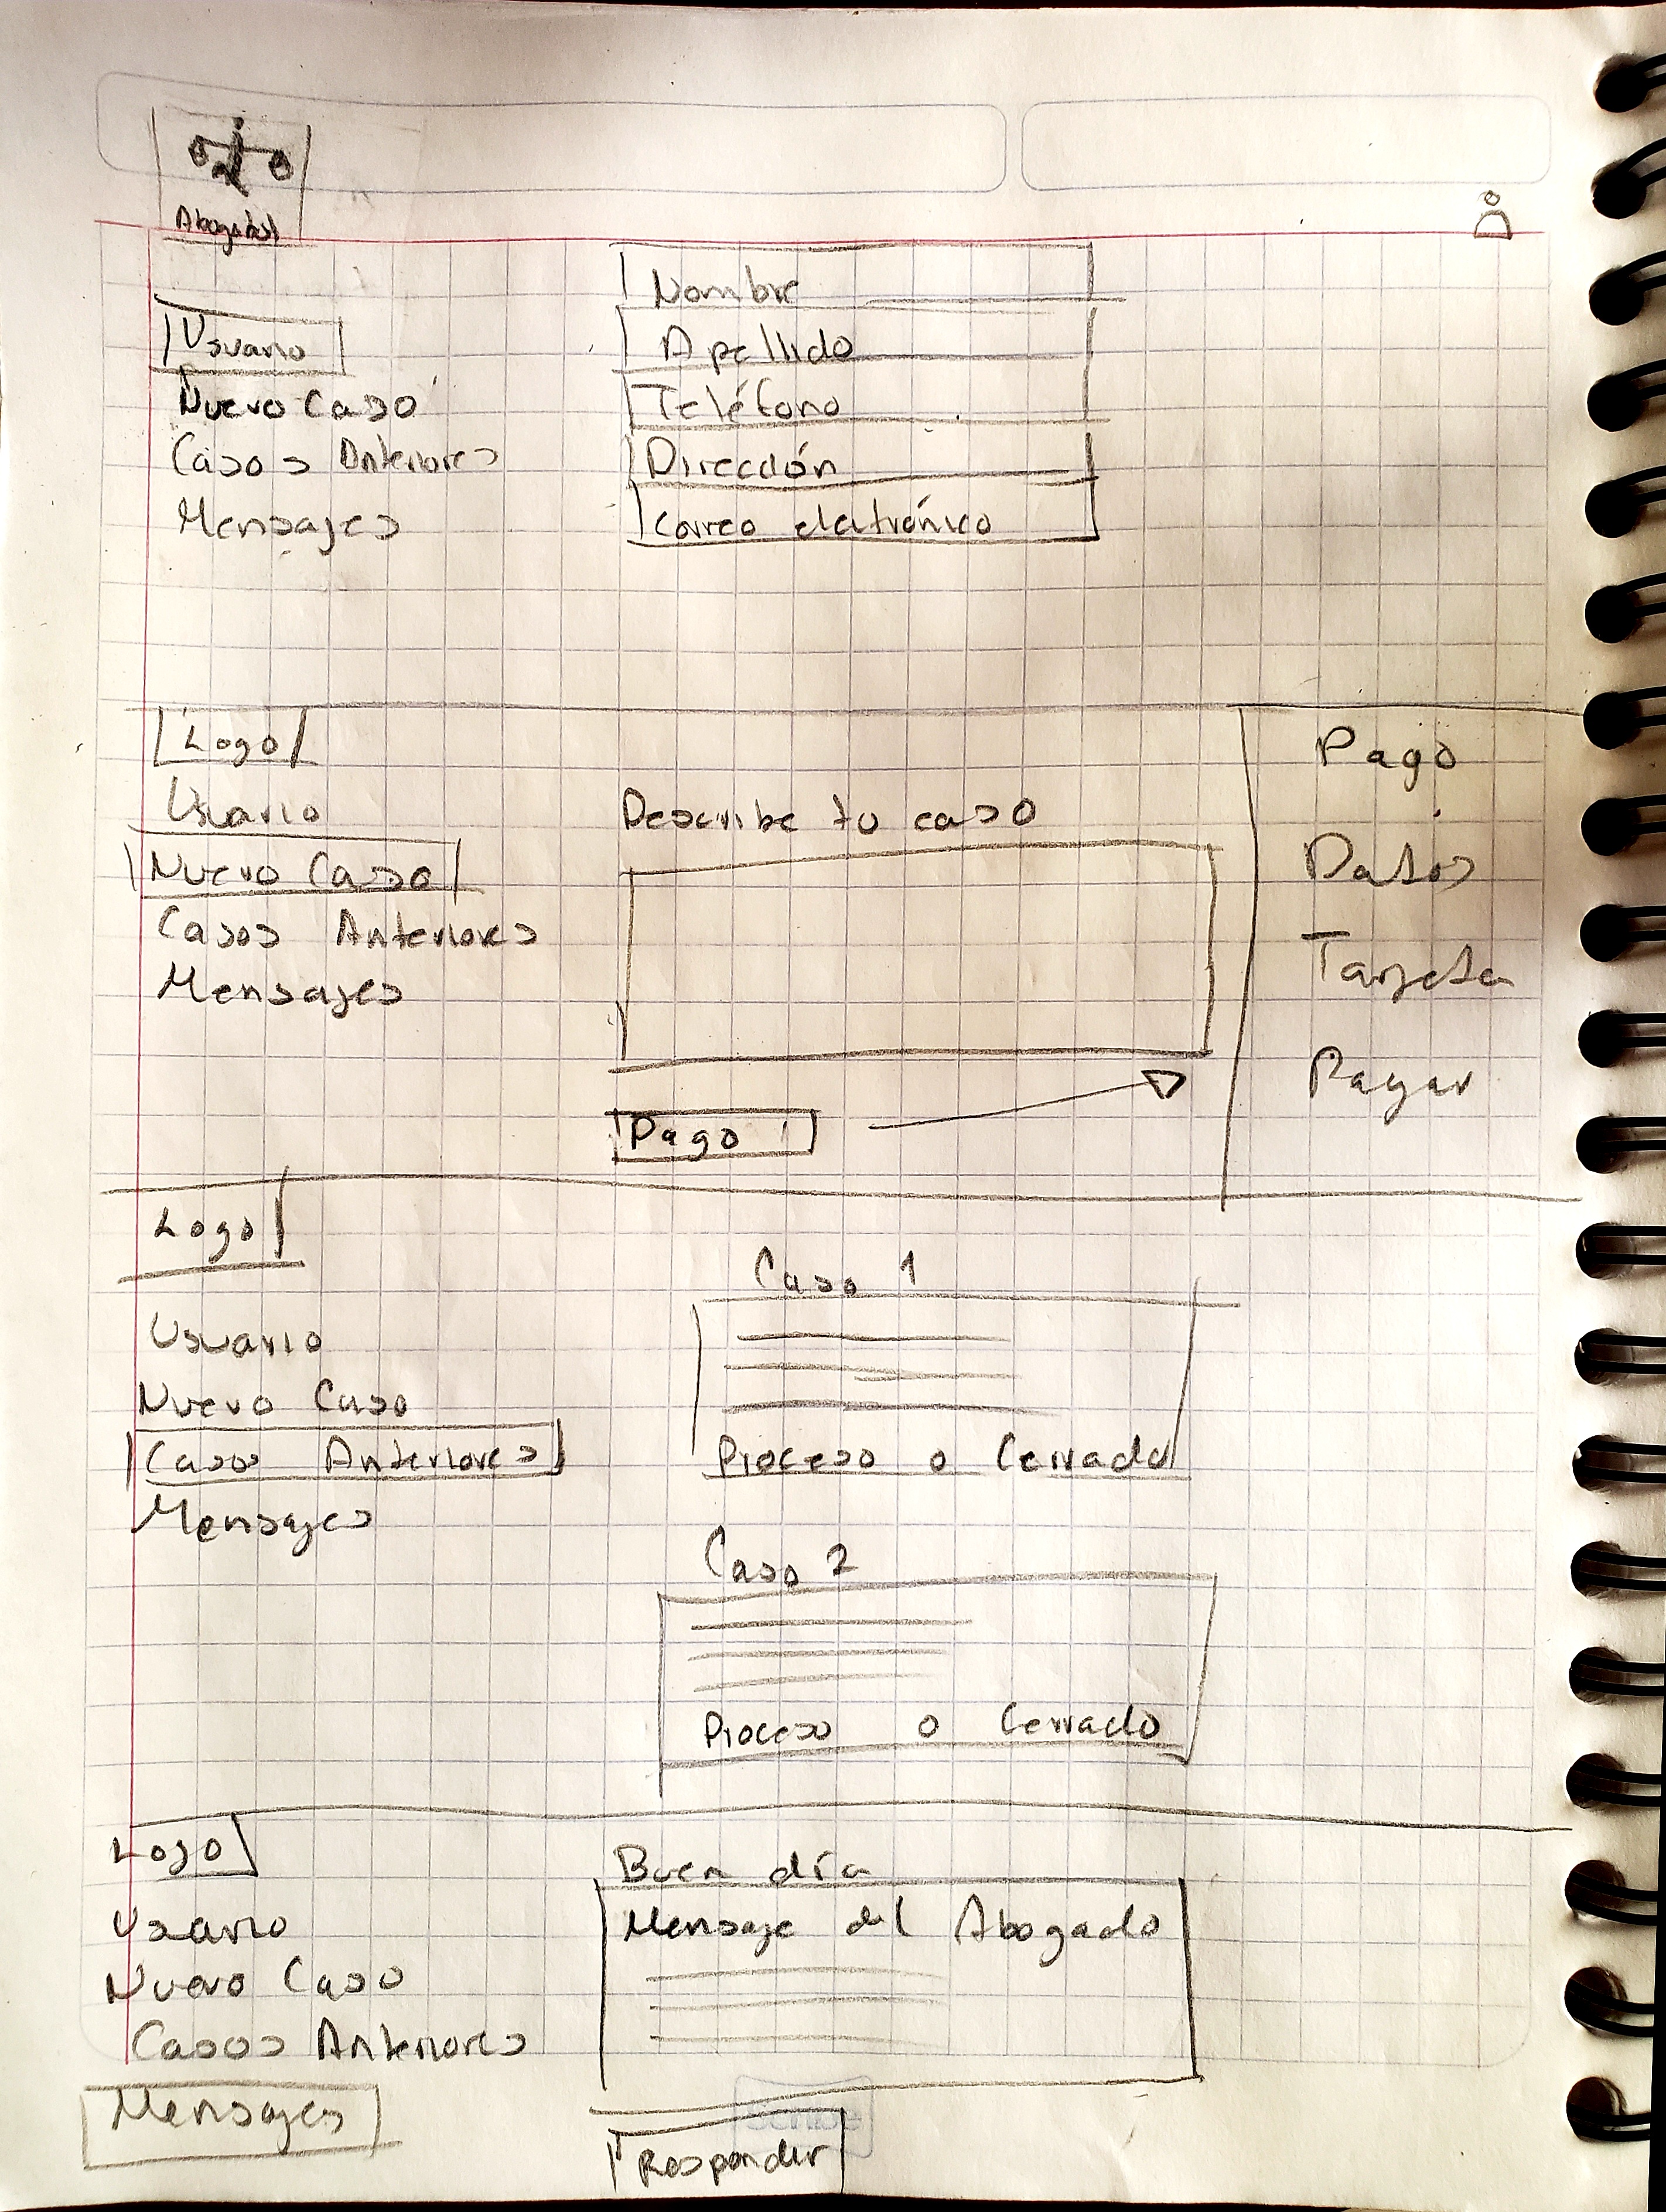 Abogados
Usuario
Nuevo Caso
Casos Anteriores
Mensajes
Nombre
Apellido
Teléfono
Dirección
Correo electrónico
Logo
Usuario
Nuevo Caso
Casos Anteriores
Mensajes
Describe tu caso
Pago
Pago
Datos
Tarjeta
Pagar
Logo
Usuario
Nuevo Caso
Casos Anteriores
Mensajes
Caso 1
Proceso o Cerrado
Caso 2
Proceso o Cerrado
Logo
Usuario
Nuevo Caso
Casos Anteriores
Mensajes
Buen día
Mensaje del Abogado
Responder
Scribe